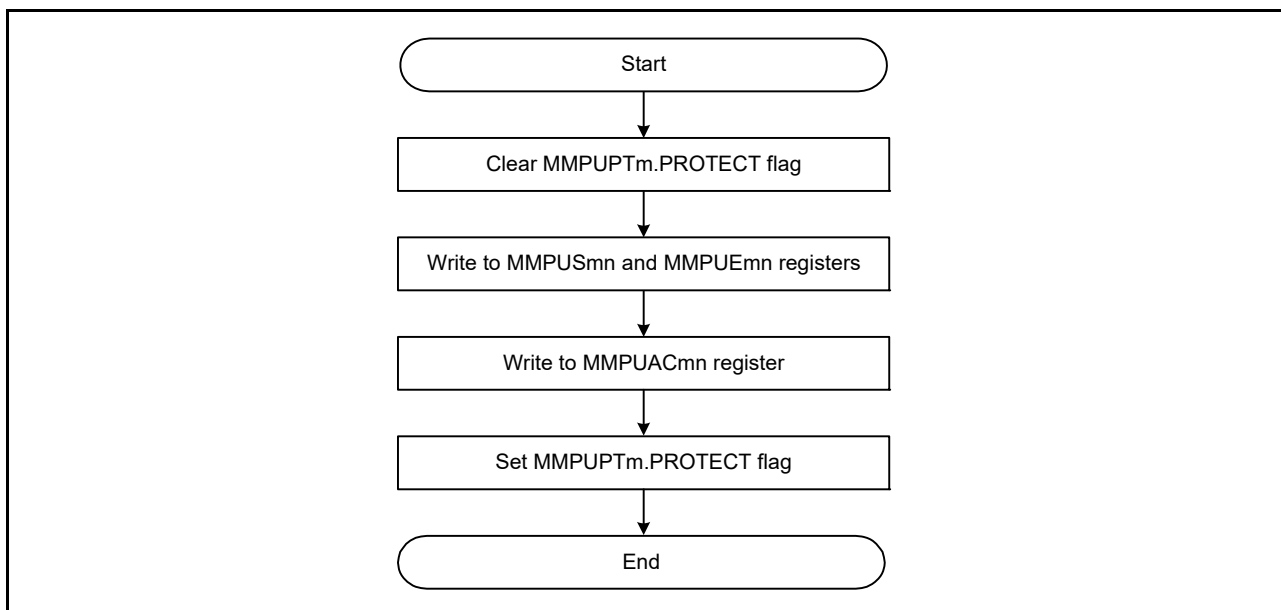 Start
Clear MMPUPTm.PROTECT flag
Write to MMPUSmn and MMPUEmn registers
Write to MMPUACmn register
Set MMPUPTm.PROTECT flag
End